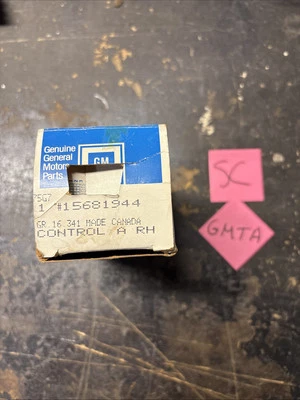 Genuine
General
Motors
Parts
GM
1 #15681944
GR 16.341 MADE CANADA
CONTROL A RH
SC
GMTA